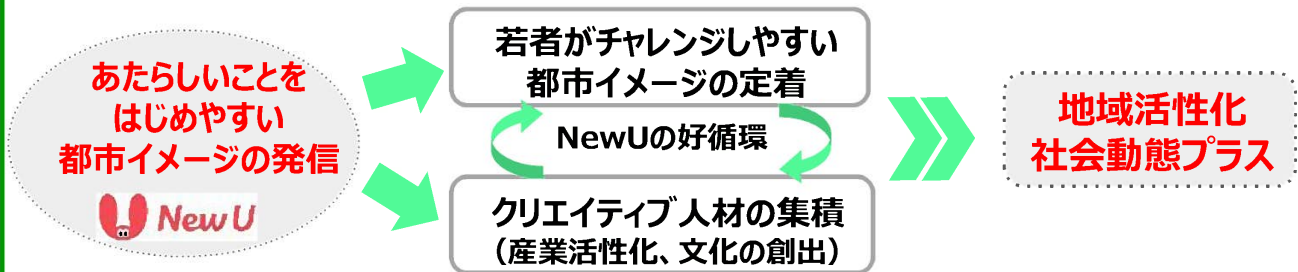 あたらしいことを
はじめやすい
都市イメージの発信
New U
若者がチャレンジしやすい
都市イメージの定着
NewUの好循環
クリエイティブ人材の集積
（産業活性化、文化の創出）
地域活性化
社会動態プラス